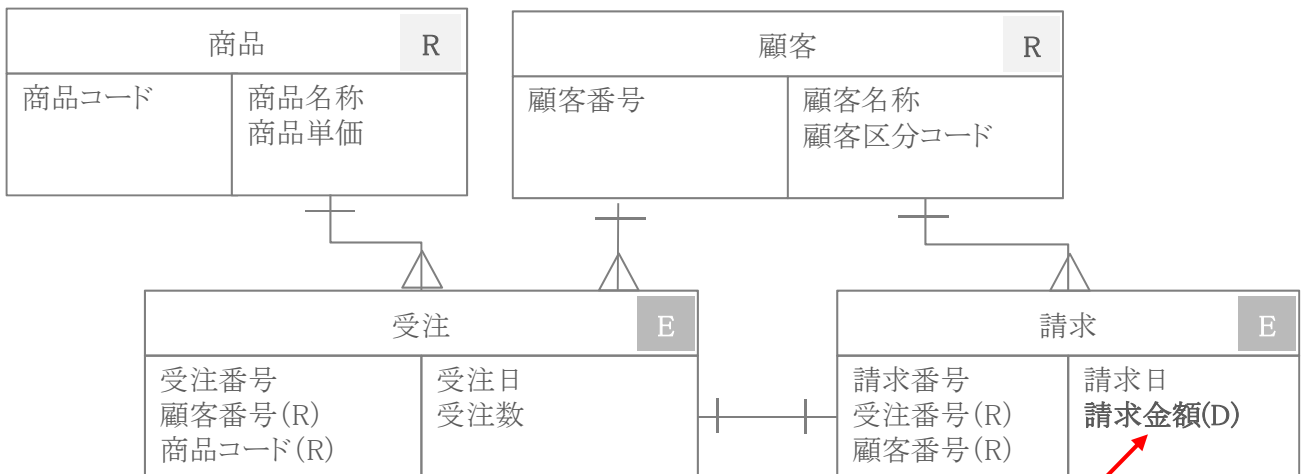 商品 R
商品コード
商品名称
商品単価
顧客 R
顧客番号
顧客名称
顧客区分コード
受注 E
受注番号
顧客番号(R)
商品コード(R)
受注日
受注数
請求 E
請求番号
受注番号(R)
顧客番号(R)
請求日
請求金額(D)